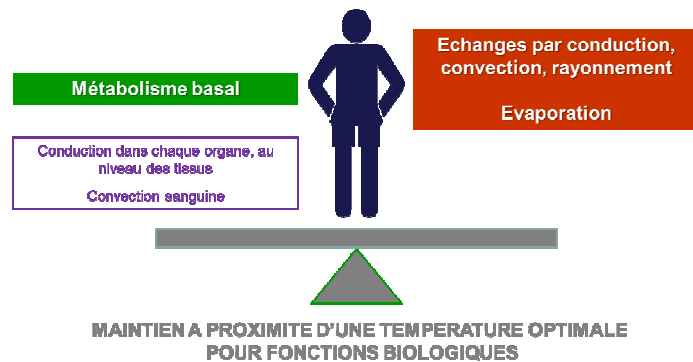 Métabolisme basal
Conduction dans chaque organe, au
niveau des tissus
Convection sanguine
Echanges par conduction,
convection, rayonnement
Evaporation
MAINTIEN A PROXIMITE D'UNE TEMPERATURE OPTIMALE
POUR FONCTIONS BIOLOGIQUES